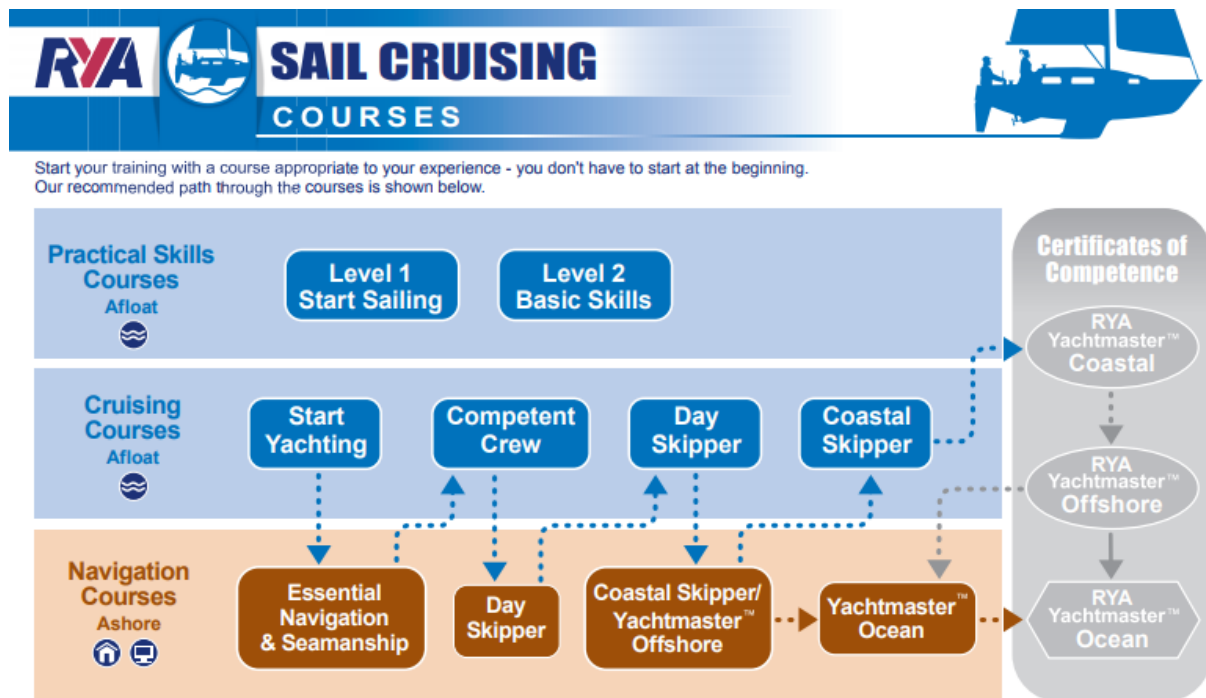 RYA
SAIL CRUISING
COURSES
Start your training with a course appropriate to your experience - you don't have to start at the beginning.
Our recommended path through the courses is shown below.
Practical Skills
Courses
Afloat
Level 1
Start Sailing
Level 2
Basic Skills
Certificates of
Competence
RYA
Yachtmaster™
Coastal
Cruising
Courses
Afloat
Start
Yachting
Competent
Crew
Day
Skipper
Coastal
Skipper
RYA
Yachtmaster™
Offshore
Navigation
Courses
Ashore
Essential
Navigation
& Seamanship
Day
Skipper
Coastal Skipper/
Yachtmaster™
Offshore
Yachtmaster™
Ocean
RYA
Yachtmaster™
Ocean